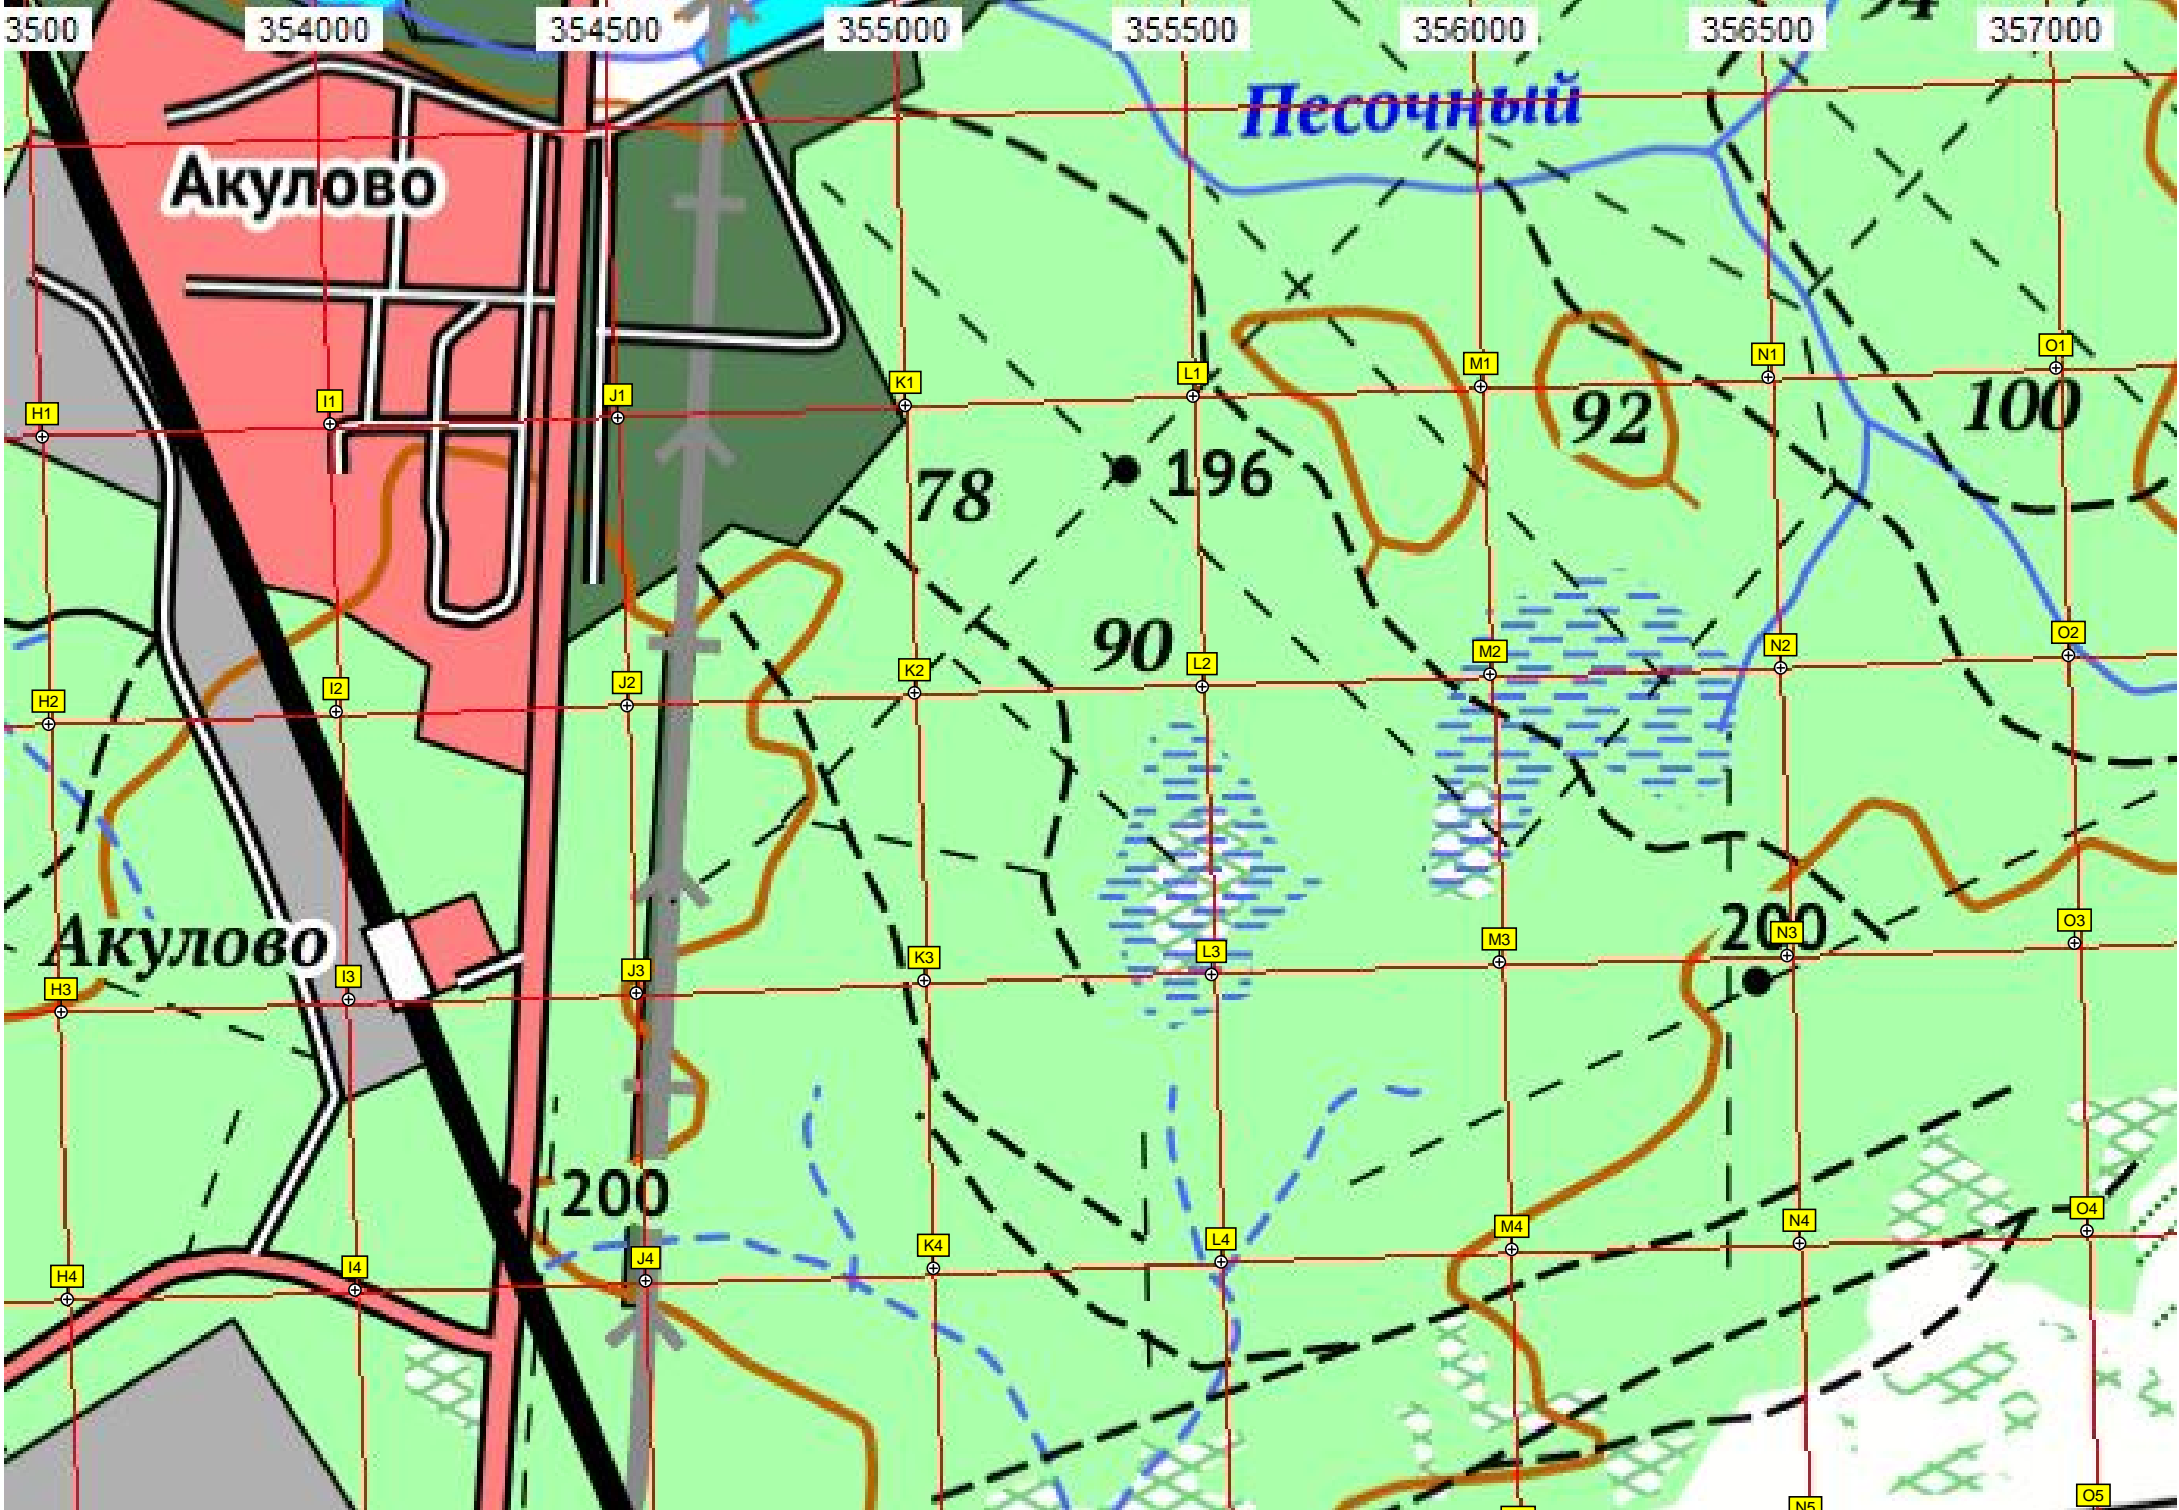 3500 354000 354500 355000 355500 356000 356500 357000
94
Песочный
Акулово
H1 I1 J1 K1 L1 M1 N1 O1
92 100
78 196
90
H2 I2 J2 K2 L2 M2 N2 O2
Акулово
200
H3 I3 J3 K3 L3 M3 N3 O3
200
H4 I4 J4 K4 L4 M4 N4 O4
N5 O5